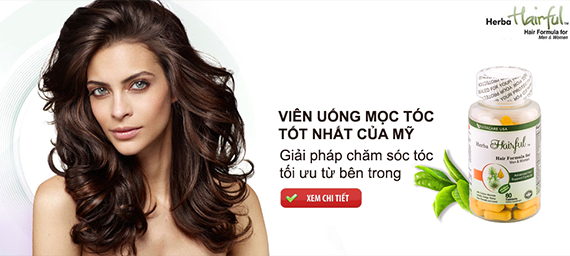 Herba Hairful™
Hair Formula for
Men & Women
VIÊN UỐNG MỌC TÓC
TỐT NHẤT CỦA MỸ
Giải pháp chăm sóc tóc
tối ưu từ bên trong
XEM CHI TIẾT
Herba Hairful
Hair Formula for
Men & Women